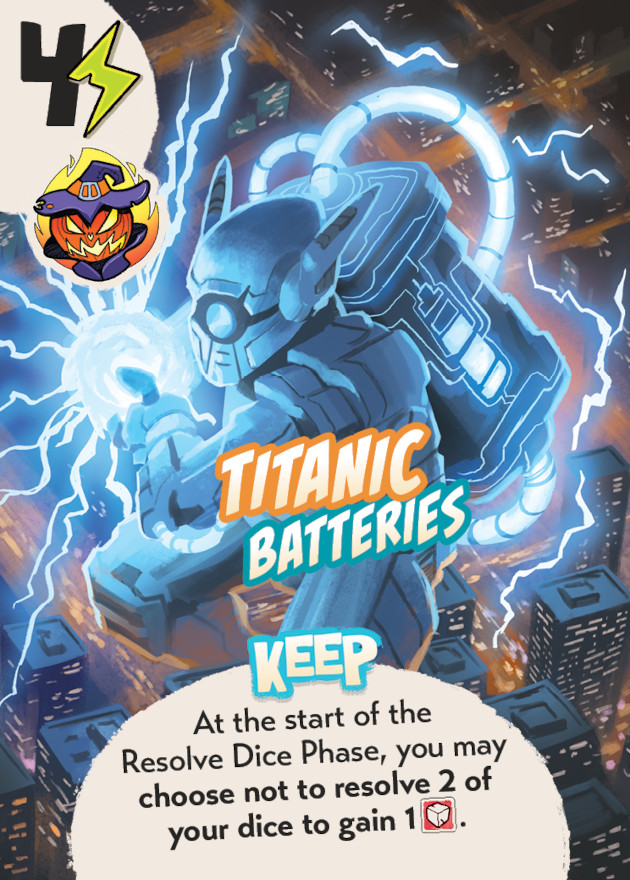 4
TITANIC
BATTERIES
KEEP
At the start of the
Resolve Dice Phase, you may
choose not to resolve 2 of
your dice to gain 1 .